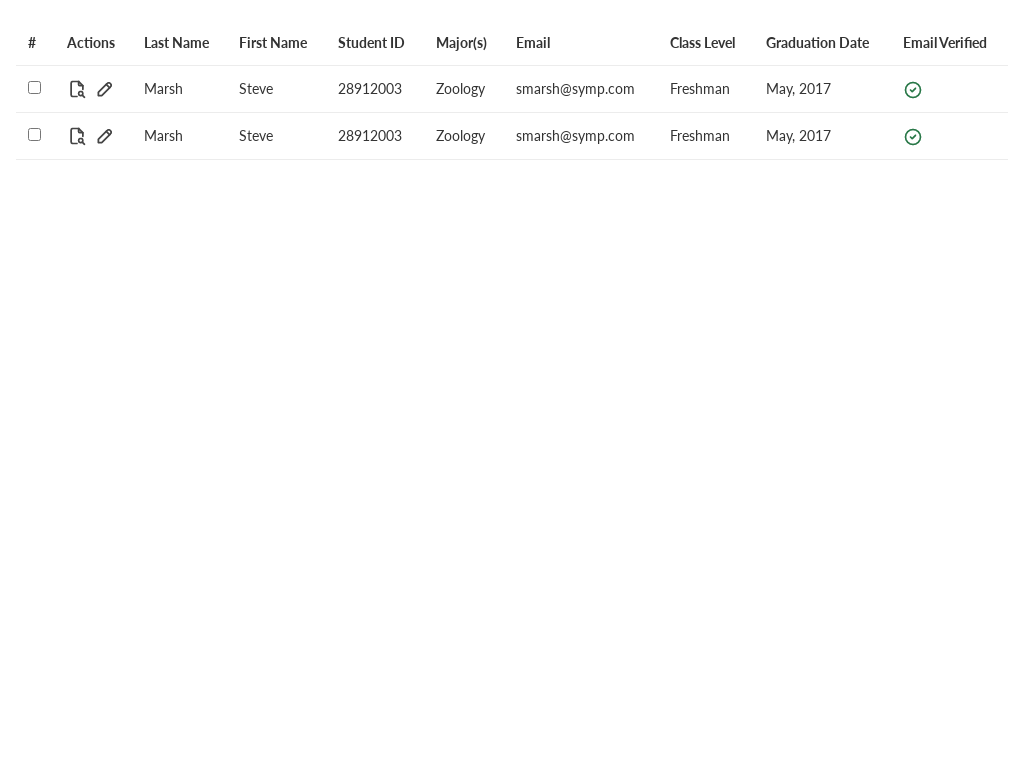 # Actions Last Name First Name Student ID Major(s) Email Class Level Graduation Date Email Verified
Marsh Steve 28912003 Zoology smarsh@symp.com Freshman May, 2017
Marsh Steve 28912003 Zoology smarsh@symp.com Freshman May, 2017